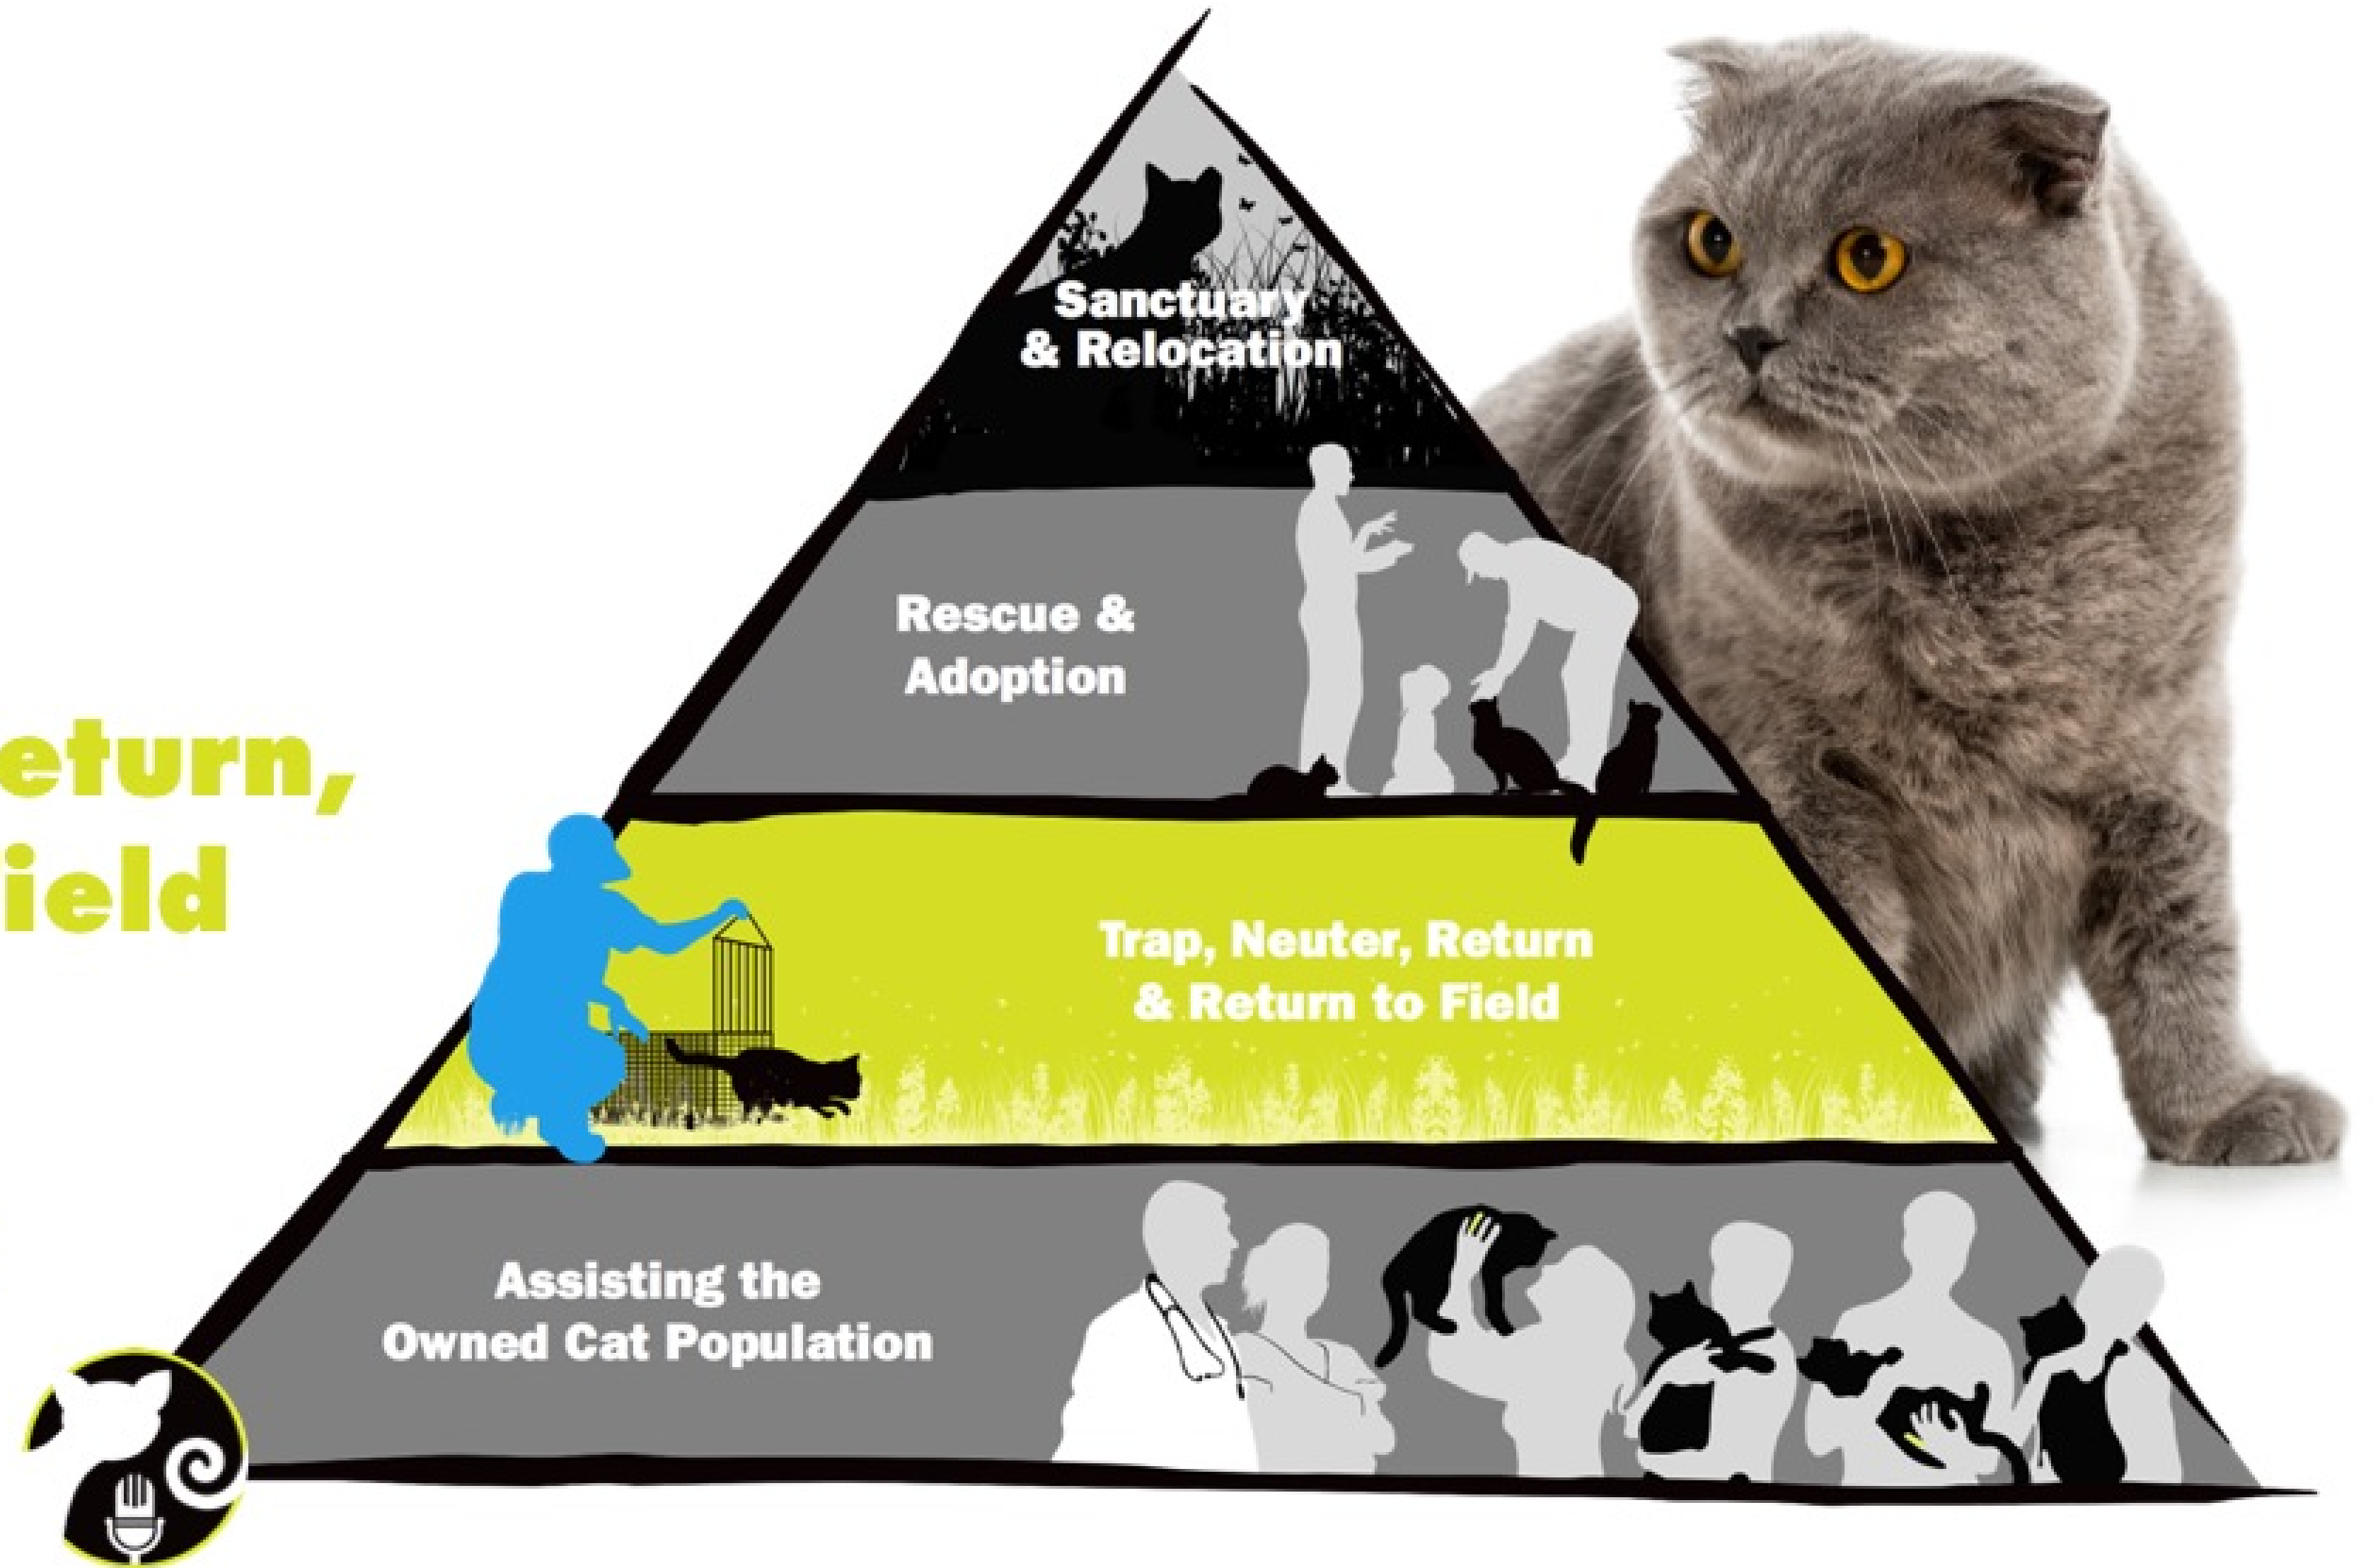 Sanctuary
& Relocation
Rescue &
Adoption
eturn,
ield
Trap, Neuter, Return
& Return to Field
Assisting the
Owned Cat Population